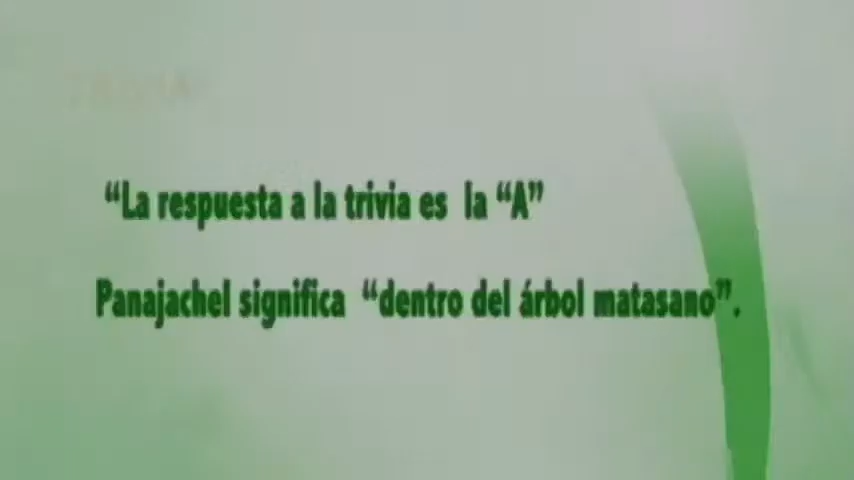 “La respuesta a la trivia es la “A”
Panajachel significa “dentro del árbol matasano”.